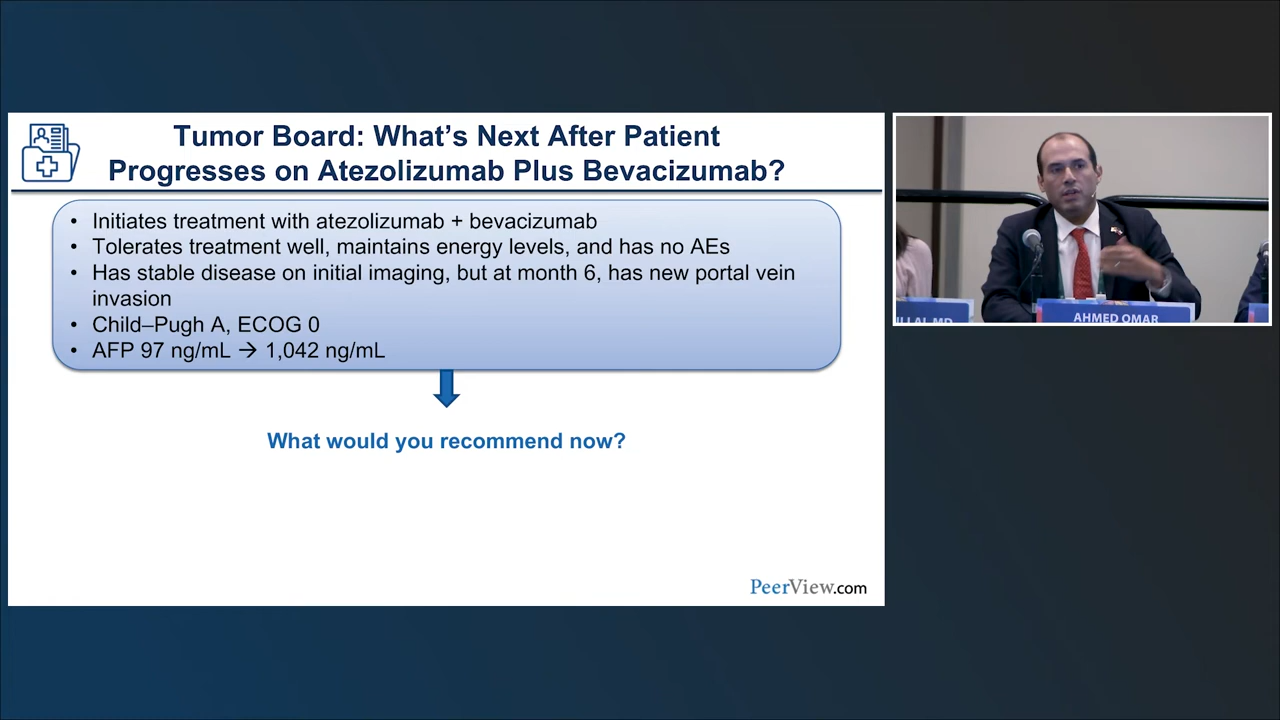 Tumor Board: What's Next After Patient
Progresses on Atezolizumab Plus Bevacizumab?
• Initiates treatment with atezolizumab + bevacizumab
• Tolerates treatment well, maintains energy levels, and has no AEs
• Has stable disease on initial imaging, but at month 6, has new portal vein
invasion
• Child–Pugh A, ECOG 0
• AFP 97 ng/mL → 1,042 ng/mL
What would you recommend now?
PeerView.com
MD
AHMED OMAR